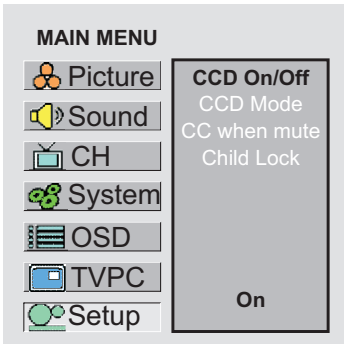 MAIN MENU
Picture
Sound
CH
System
OSD
TVPC
Setup
CCD On/Off
CCD Mode
CC when mute
Child Lock
On